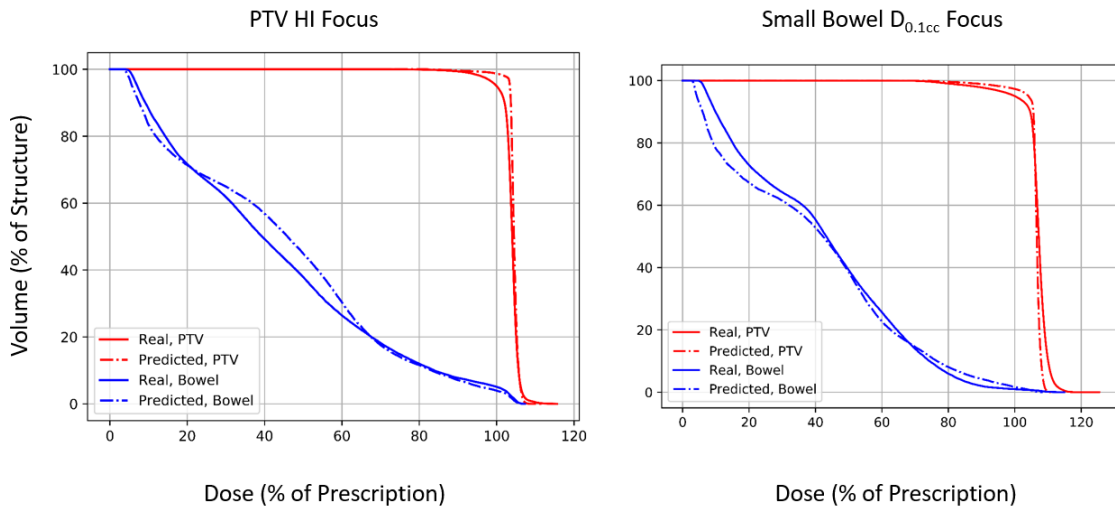 PTV HI Focus
Small Bowel D0.1cc Focus
Volume (% of Structure)
100
80
60
40
20
0
Real, PTV
Predicted, PTV
Real, Bowel
Predicted, Bowel
0 20 40 60 80 100 120
Dose (% of Prescription)
100
80
60
40
20
0
Real, PTV
Predicted, PTV
Real, Bowel
Predicted, Bowel
0 20 40 60 80 100 120
Dose (% of Prescription)